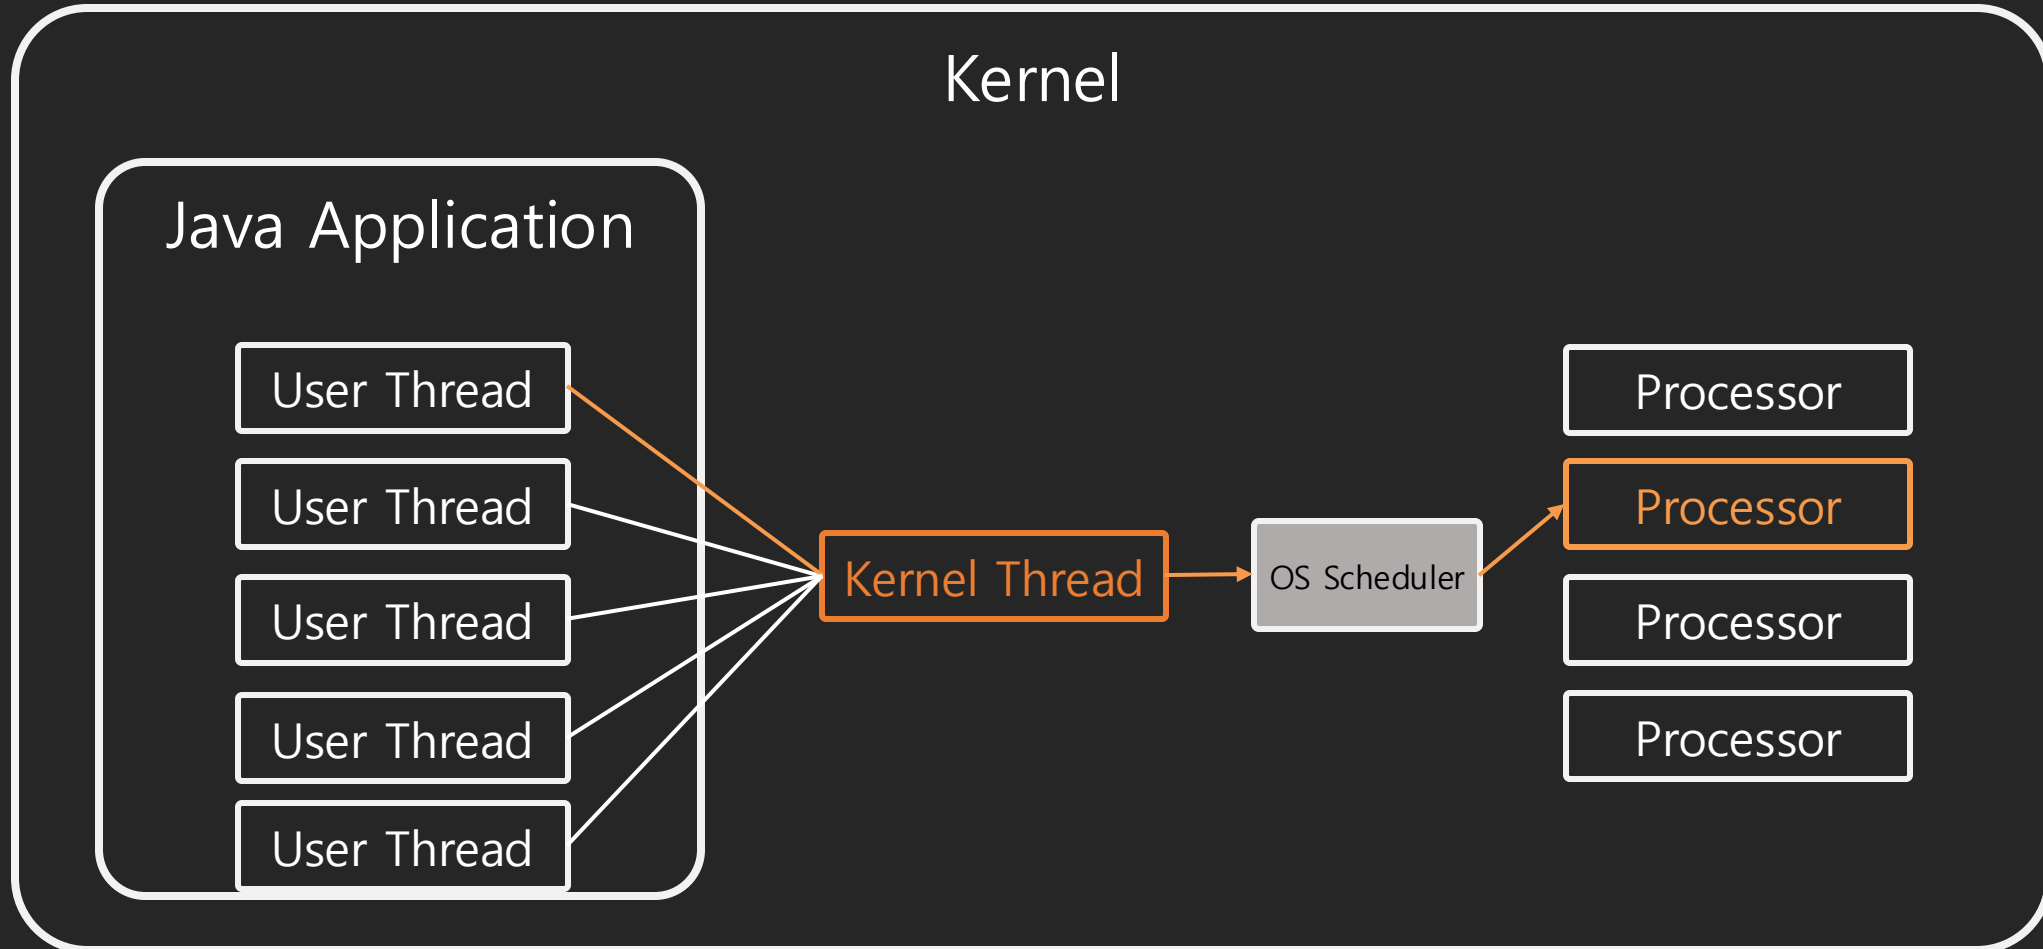 Kernel
Java Application
User Thread
User Thread
User Thread
User Thread
User Thread
Kernel Thread
OS Scheduler
Processor
Processor
Processor
Processor